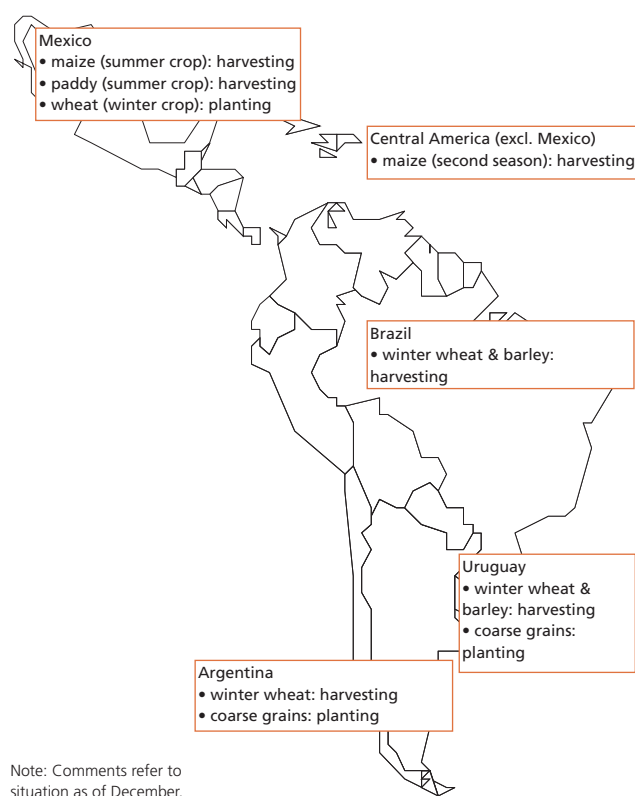 Mexico
• maize (summer crop): harvesting
• paddy (summer crop): harvesting
• wheat (winter crop): planting
Central America (excl. Mexico)
• maize (second season): harvesting
Brazil
• winter wheat & barley:
harvesting
Uruguay
• winter wheat &
barley: harvesting
• coarse grains:
planting
Argentina
• winter wheat: harvesting
• coarse grains: planting
Note: Comments refer to
situation as of December.